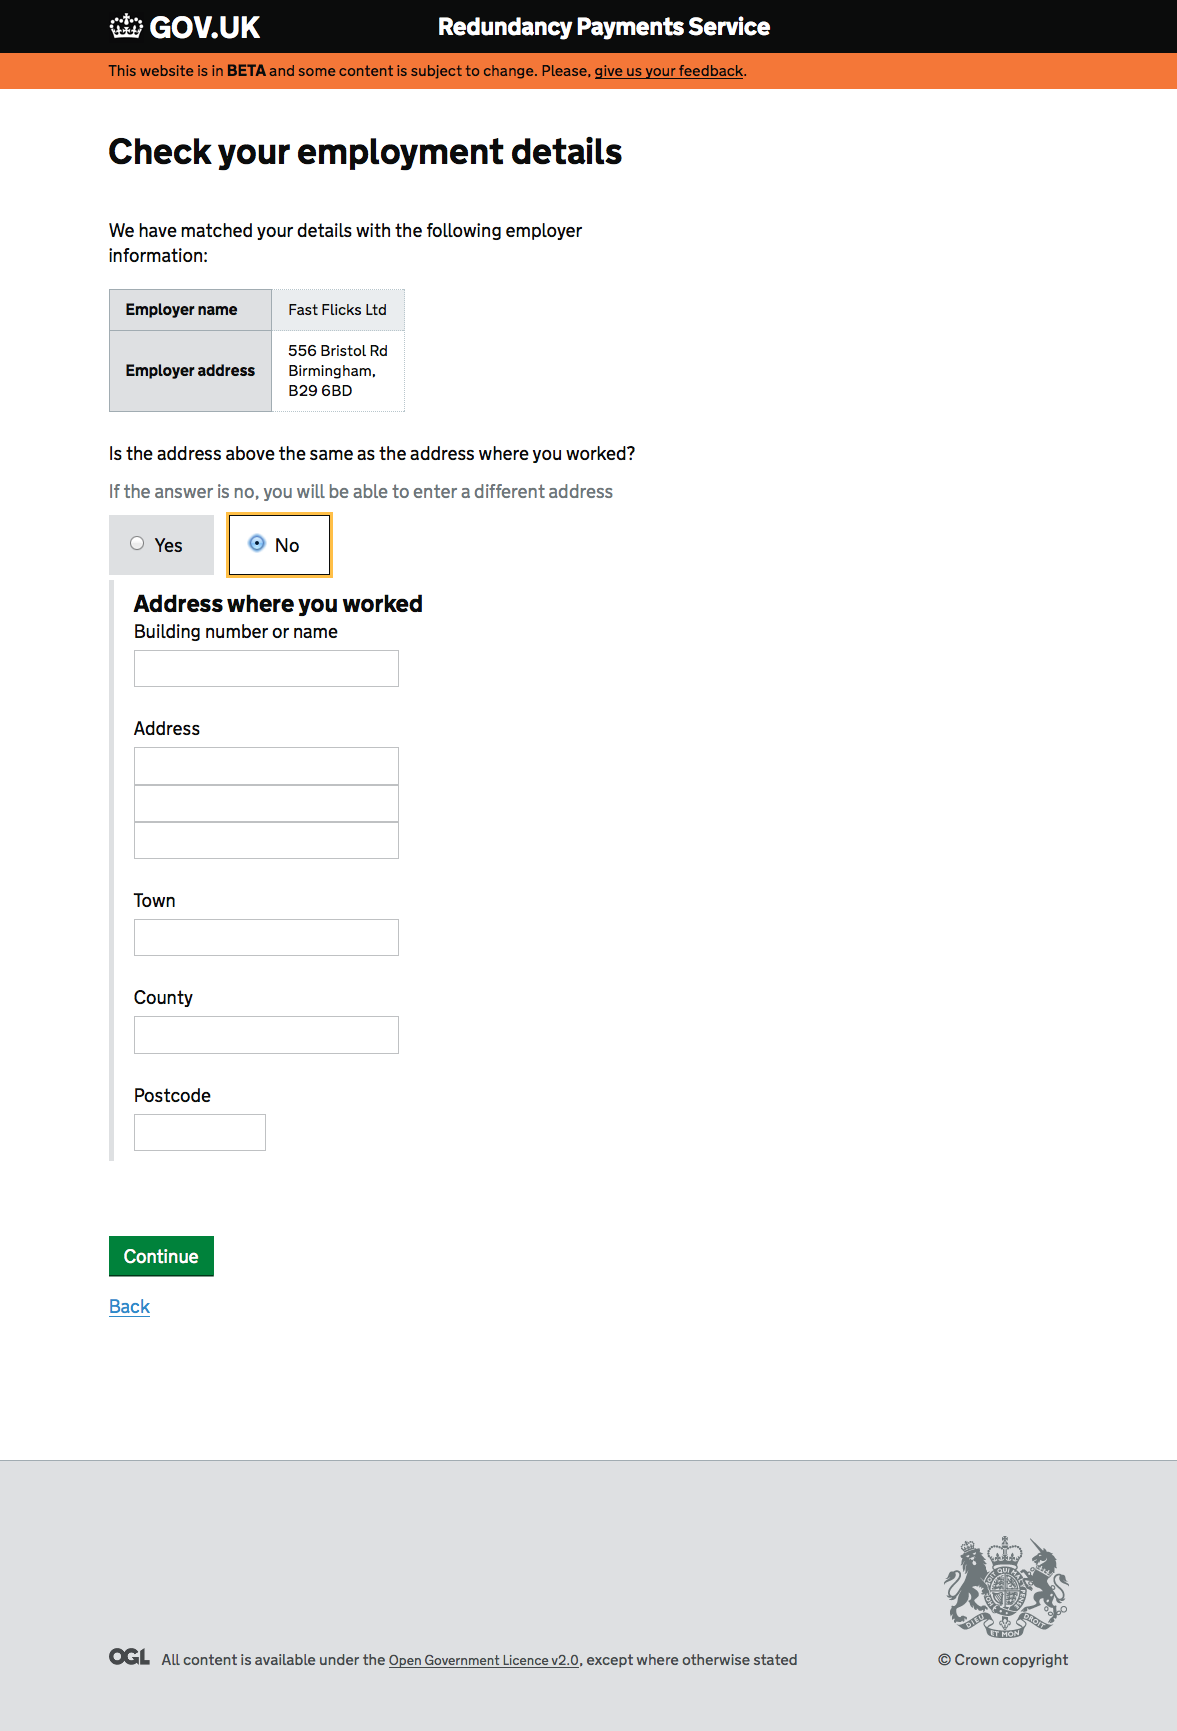 GOV.UK
Redundancy Payments Service
This website is in BETA and some content is subject to change. Please, give us your feedback.
Check your employment details
We have matched your details with the following employer
information:
Employer name
Fast Flicks Ltd
Employer address
556 Bristol Rd
Birmingham,
B29 6BD
Is the address above the same as the address where you worked?
If the answer is no, you will be able to enter a different address
Yes
No
Address where you worked
Building number or name
Address
Town
County
Postcode
Continue
Back
DIEU ET MON DROIT
OGL All content is available under the Open Government Licence v2.0, except where otherwise stated
© Crown copyright